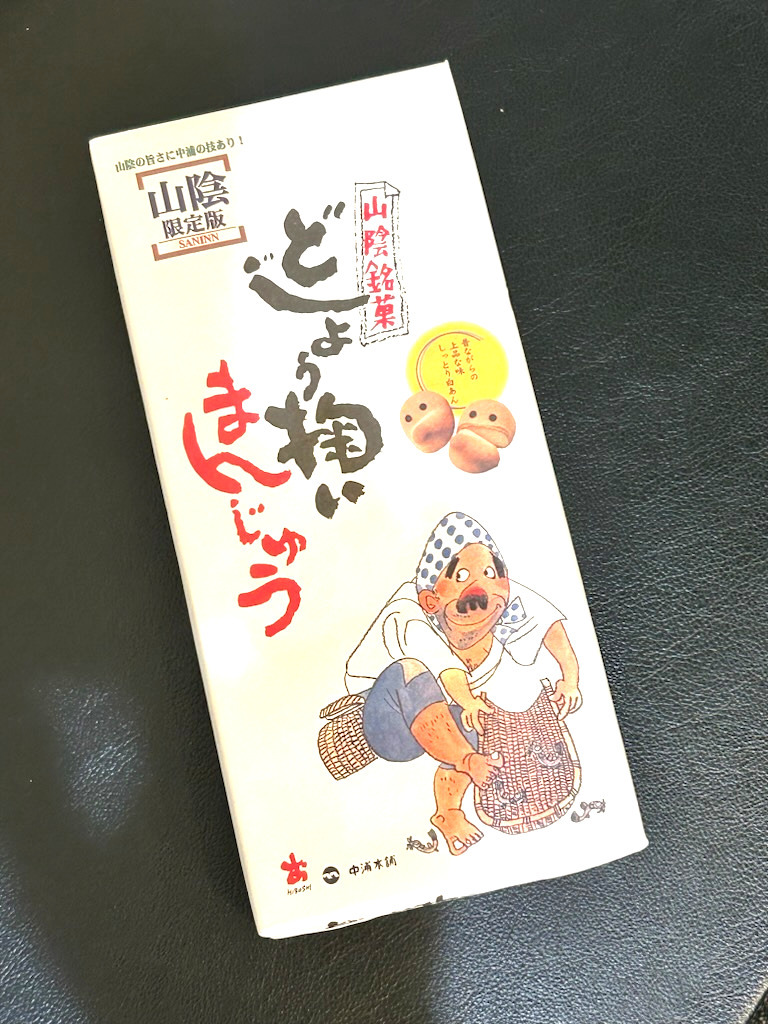 山陰の旨さに中浦の技あり！
山陰
限定版
SANINN
山陰銘菓
どじょう掬い
まんじゅう
昔ながらの
上品な味
しっとり白あん
HIROSHI
中浦本舗